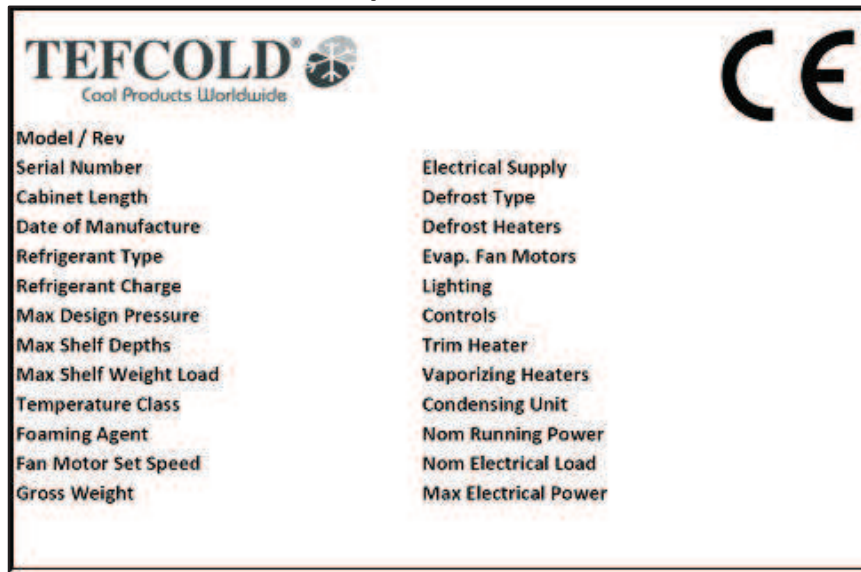 TEFCOLD®
Cool Products Worldwide
CE
Model / Rev
Serial Number
Electrical Supply
Cabinet Length
Defrost Type
Date of Manufacture
Defrost Heaters
Refrigerant Type
Evap. Fan Motors
Refrigerant Charge
Lighting
Max Design Pressure
Controls
Max Shelf Depths
Trim Heater
Max Shelf Weight Load
Vaporizing Heaters
Temperature Class
Condensing Unit
Foaming Agent
Nom Running Power
Fan Motor Set Speed
Nom Electrical Load
Gross Weight
Max Electrical Power